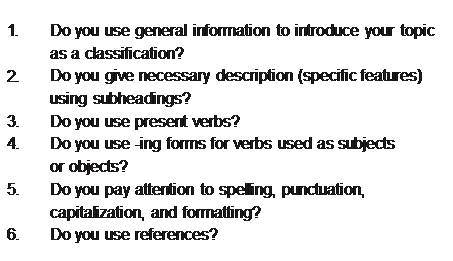 1. Do you use general information to introduce your topic
as a classification?
2. Do you give necessary description (specific features)
using subheadings?
3. Do you use present verbs?
4. Do you use -ing forms for verbs used as subjects
or objects?
5. Do you pay attention to spelling, punctuation,
capitalization, and formatting?
6. Do you use references?